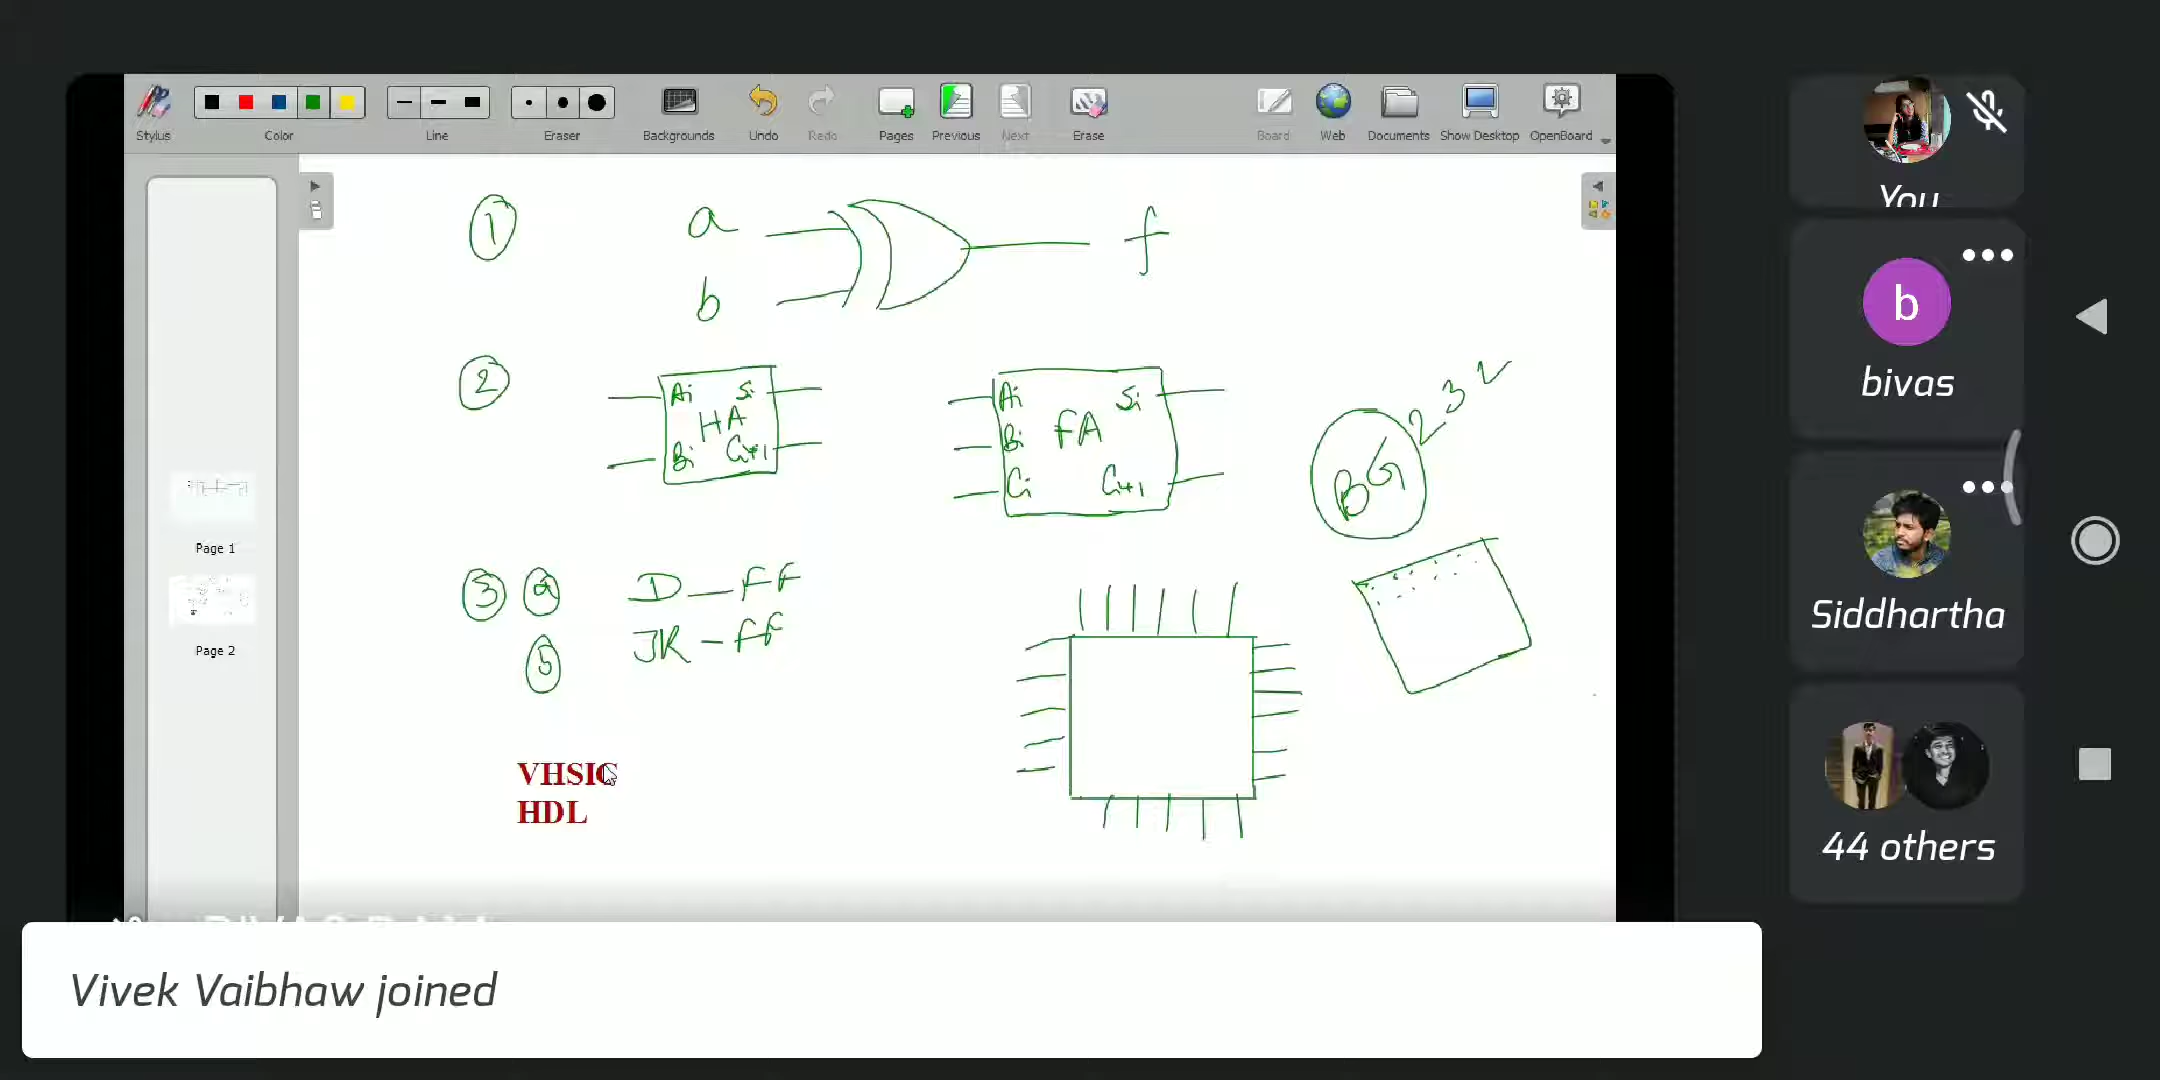 Stylus
Color
Line
Eraser
Backgrounds
Undo
Redo
Pages
Previous
Next
Erase
Board
Web
Documents
Show Desktop
OpenBoard
You
1
a
f
b
b
bivas
2
Ai Si
HA
Bi Ci+1
Ai Si
Bi FA
Ci Ci+1
BG
2 3 2
Page 1
Page 2
3 a D - FF
b JK - FF
Siddhartha
VHSIC
HDL
44 others
Vivek Vaibhaw joined